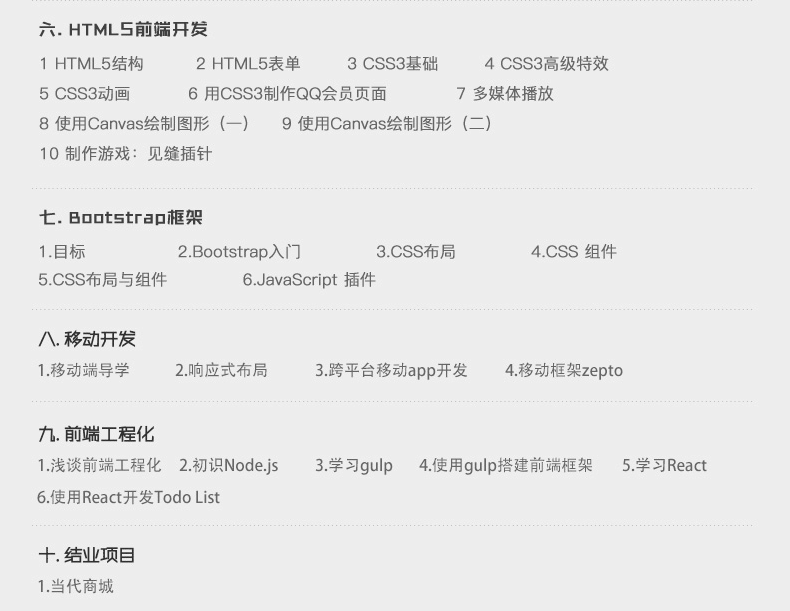 六. HTML5前端开发
1 HTML5结构 2 HTML5表单 3 CSS3基础 4 CSS3高级特效
5 CSS3动画 6 用CSS3制作QQ会员页面 7 多媒体播放
8 使用Canvas绘制图形（一） 9 使用Canvas绘制图形（二）
10 制作游戏：见缝插针
七. Bootstrap框架
1.目标 2.Bootstrap入门 3.CSS布局 4.CSS 组件
5.CSS布局与组件 6.JavaScript 插件
八. 移动开发
1.移动端导学 2.响应式布局 3.跨平台移动app开发 4.移动框架zepto
九. 前端工程化
1.浅谈前端工程化 2.初识Node.js 3.学习gulp 4.使用gulp搭建前端框架 5.学习React
6.使用React开发Todo List
十. 结业项目
1.当代商城